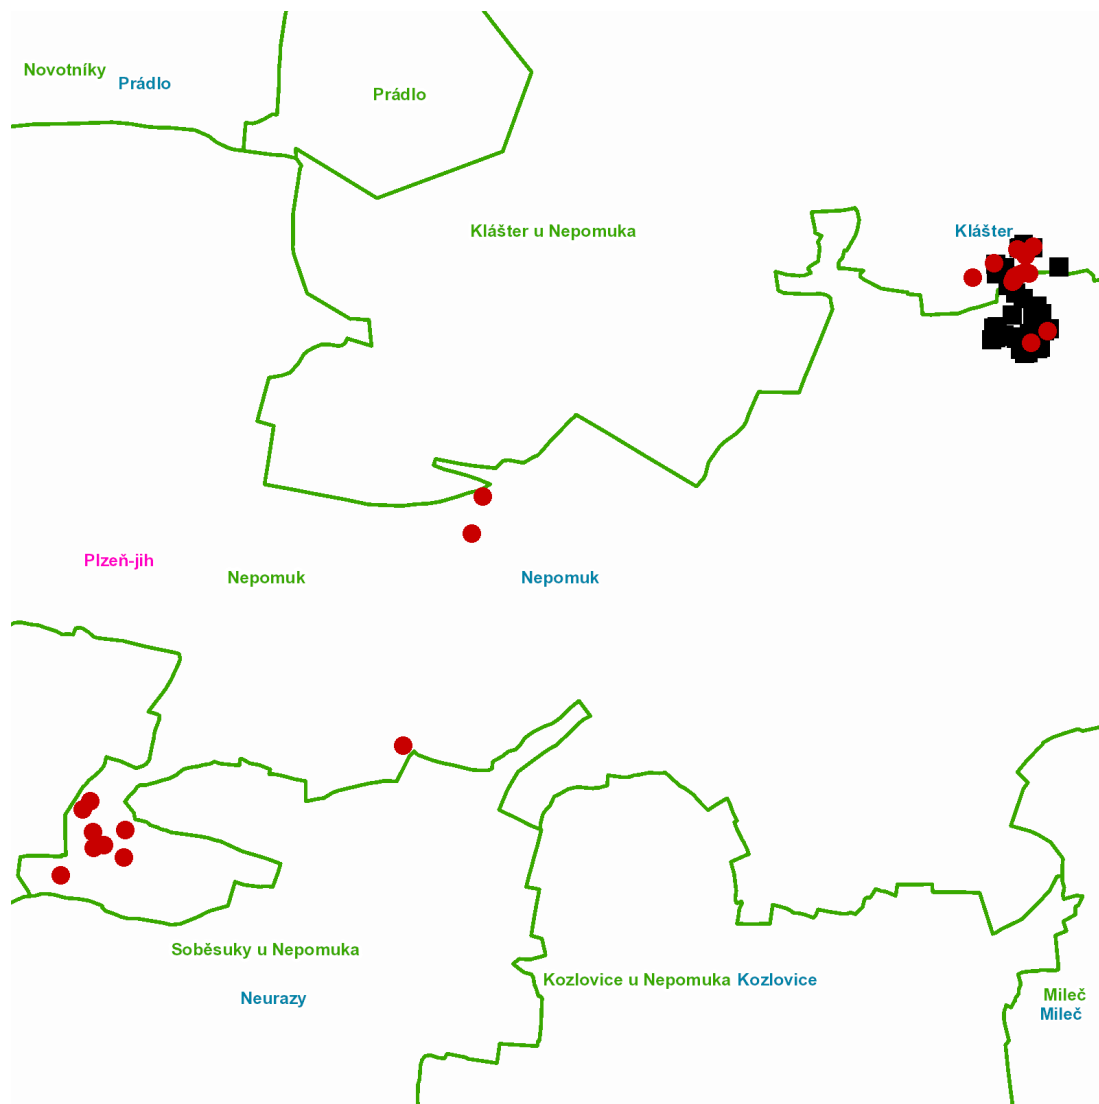 Novotníky
Prádlo
Prádlo
Klášter u Nepomuka
Klášter
Plzeň-jih
Nepomuk
Nepomuk
Soběsuky u Nepomuka
Neurazy
Kozlovice u Nepomuka Kozlovice
Mileč
Mileč